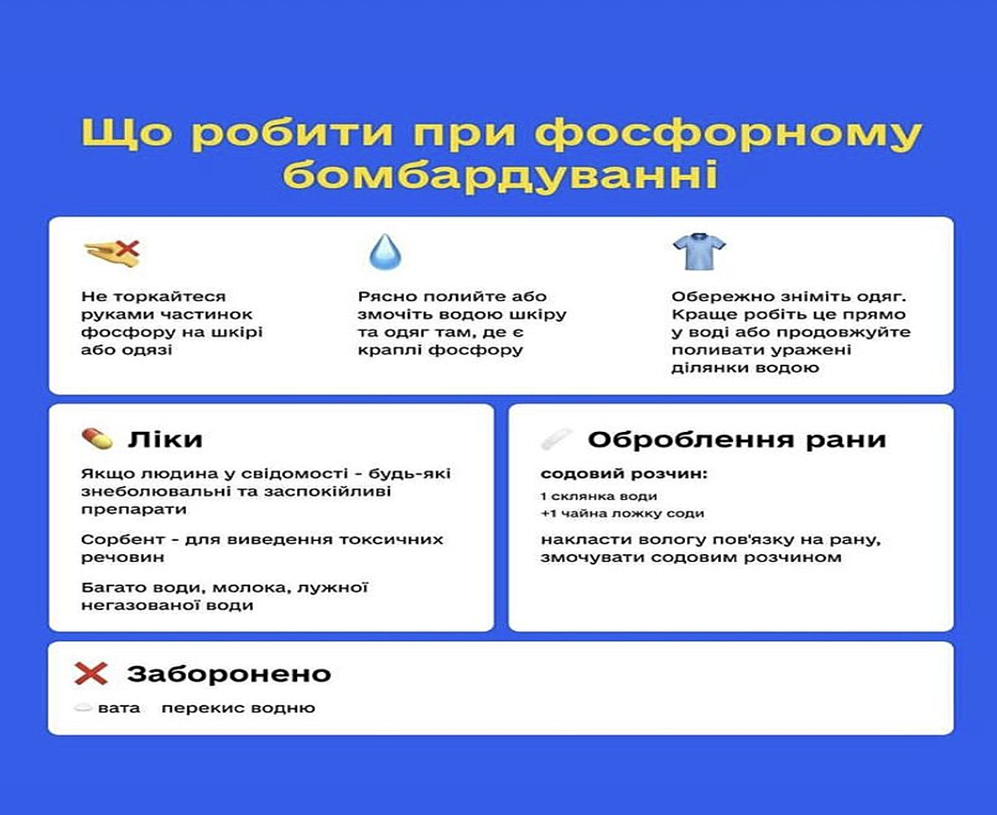 Що робити при фосфорному
бомбардуванні
Не торкайтеся
руками частинок
фосфору на шкірі
або одязі
Рясно полийте або
змочіть водою шкіру
та одяг там, де є
краплі фосфору
Обережно зніміть одяг.
Краще робіть це прямо
у воді або продовжуйте
поливати уражені
ділянки водою
Ліки
Якщо людина у свідомості - будь-які
знеболювальні та заспокійливі
препарати
Сорбент - для виведення токсичних
речовин
Багато води, молока, лужної
негазованої води
Оброблення рани
содовий розчин:
1 склянка води
+1 чайна ложку соди
накласти вологу пов'язку на рану,
змочувати содовим розчином
Заборонено
вата перекис водню